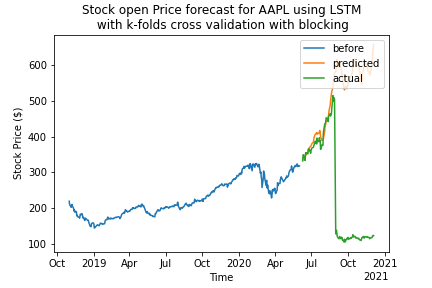 Stock open Price forecast for AAPL using LSTM
with k-folds cross validation with blocking
before
predicted
actual
Stock Price ($)
600
500
400
300
200
100
Oct 2019 Apr Jul Oct 2020 Apr Jul Oct 2021
Time
2021